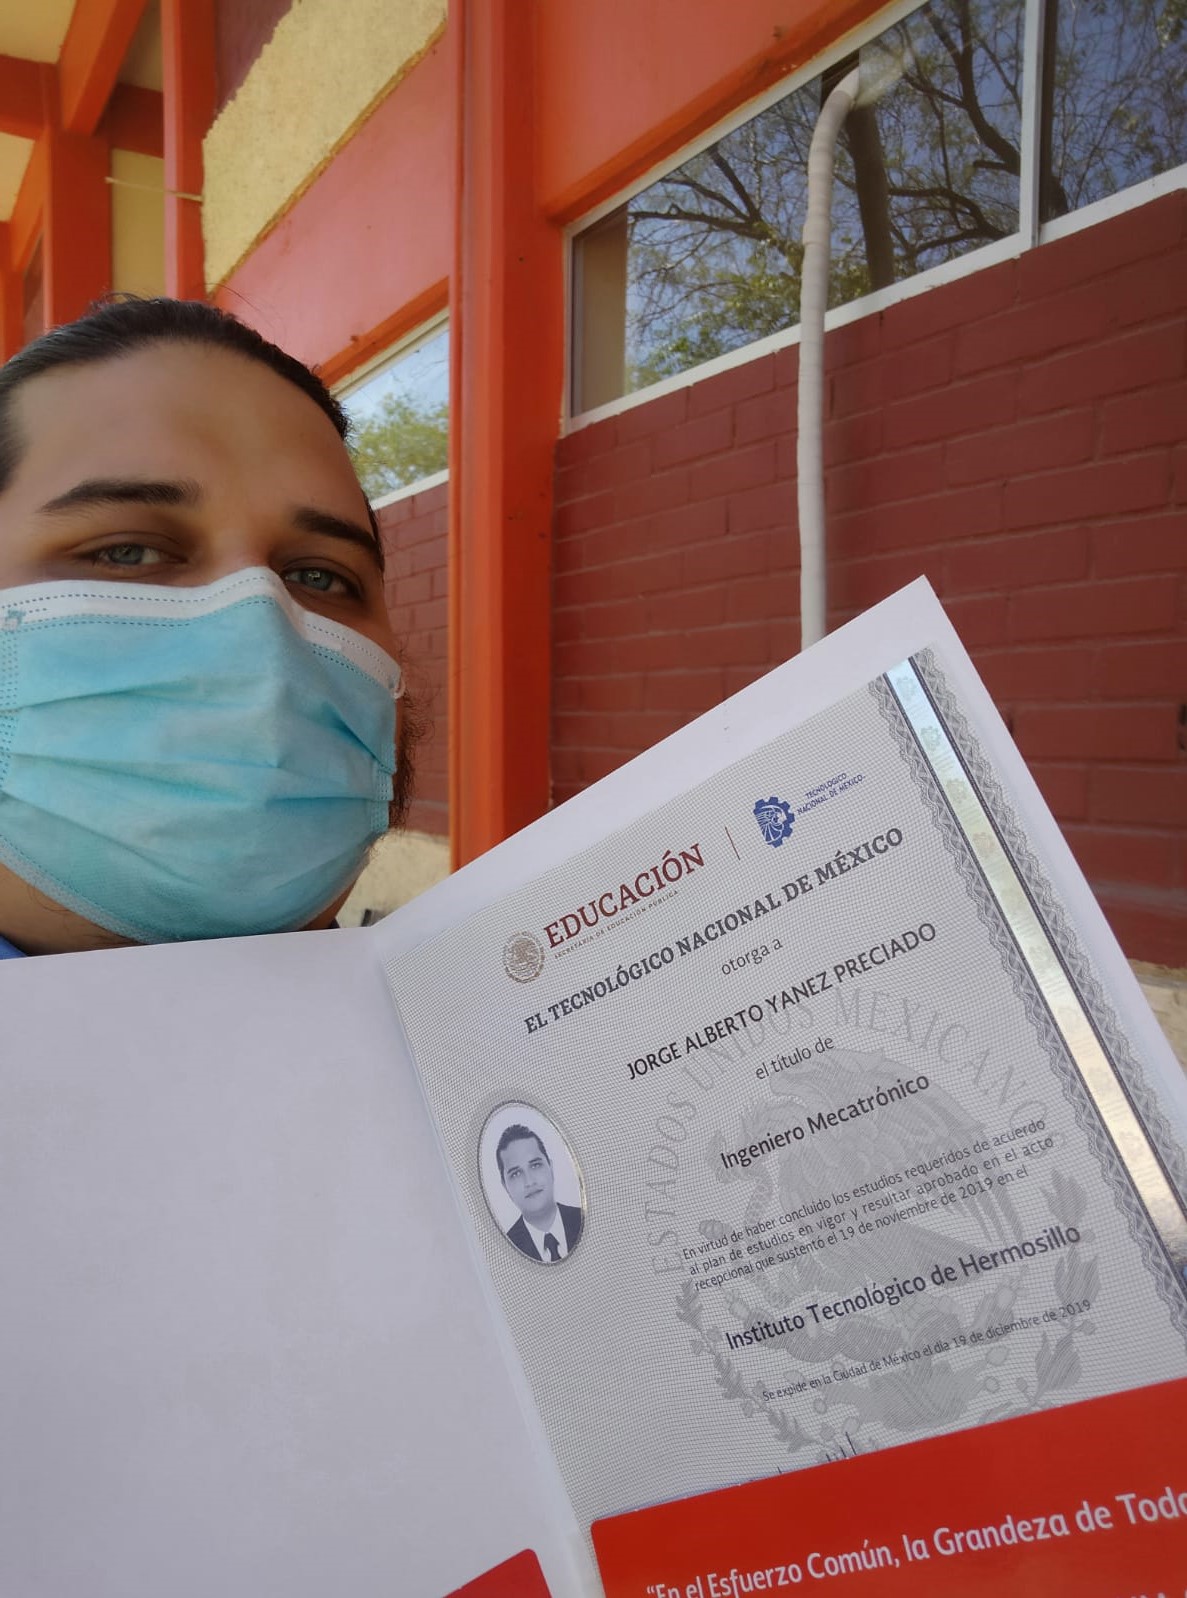 EDUCACIÓN
SECRETARÍA DE EDUCACIÓN PÚBLICA
TECNOLÓGICO
NACIONAL DE MÉXICO
EL TECNOLÓGICO NACIONAL DE MÉXICO
otorga a
JORGE ALBERTO YANEZ PRECIADO
el título de
Ingeniero Mecatrónico
ESTADOS UNIDOS MEXICANOS
En virtud de haber concluido los estudios requeridos de acuerdo
al plan de estudios en vigor y resultar aprobado en el acto
recepcional que sustentó el 19 de noviembre de 2019 en el
Instituto Tecnológico de Hermosillo
Se expide en la Ciudad de México el día 19 de diciembre de 2019
"En el Esfuerzo Común, la Grandeza de Todo